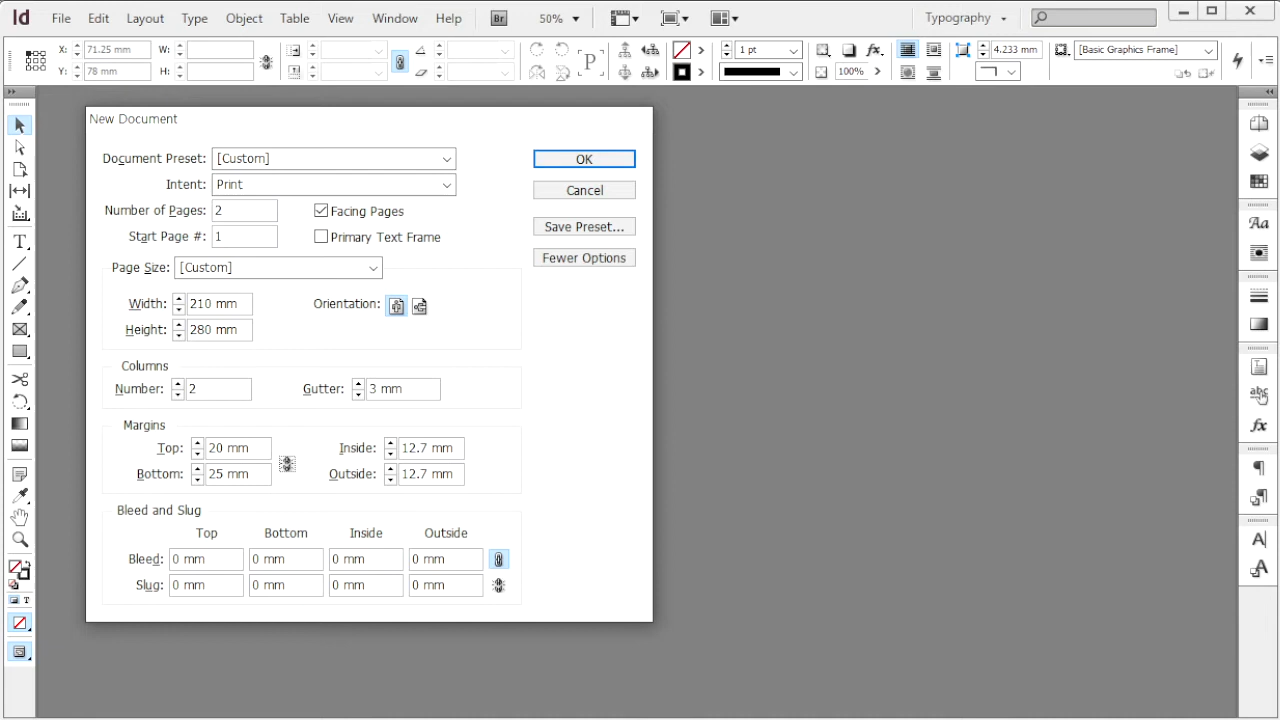 Id File Edit Layout Type Object Table View Window Help Br 50% Typography
X: 71.25 mm W: 1 pt 4.233 mm [Basic Graphics Frame]
Y: 78 mm H: P 100% fx
New Document
Document Preset: [Custom] OK
Intent: Print Cancel
Number of Pages: 2 Facing Pages
Start Page #: 1 Primary Text Frame Save Preset...
Page Size: [Custom] Fewer Options
Width: 210 mm Orientation:
Height: 280 mm
Columns
Number: 2 Gutter: 3 mm
Margins
Top: 20 mm Inside: 12.7 mm
Bottom: 25 mm Outside: 12.7 mm
Bleed and Slug
Top Bottom Inside Outside
Bleed: 0 mm 0 mm 0 mm 0 mm
Slug: 0 mm 0 mm 0 mm 0 mm